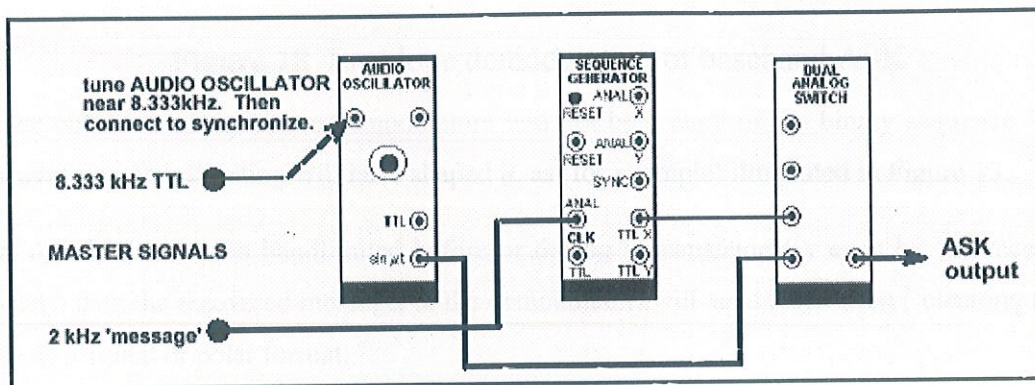 tune AUDIO OSCILLATOR
near 8.333kHz. Then
connect to synchronize.
8.333 kHz TTL
MASTER SIGNALS
2 kHz 'message'
AUDIO
OSCILLATOR
TTL
sin µt
SEQUENCE
GENERATOR
ANAL
X
RESET
ANAL
RESET
Y
SYNC
ANAL
CLK
TTL X
TTL
TTL Y
DUAL
ANALOG
SWITCH
ASK
output